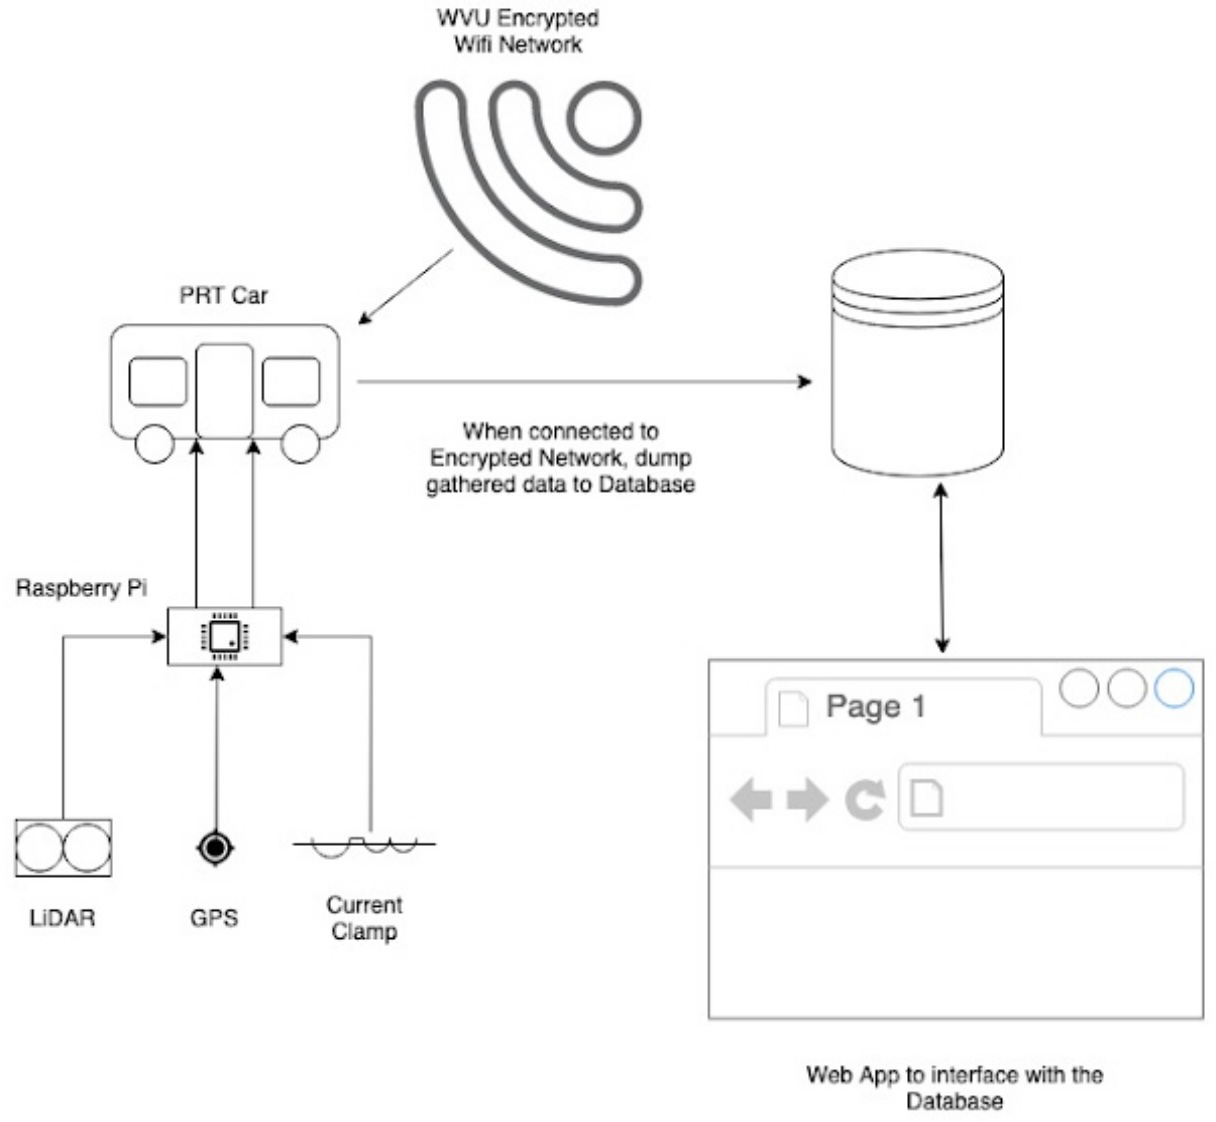 WVU Encrypted
Wifi Network
PRT Car
When connected to
Encrypted Network, dump
gathered data to Database
Raspberry Pi
Page 1
LiDAR
GPS
Current
Clamp
Web App to interface with the
Database